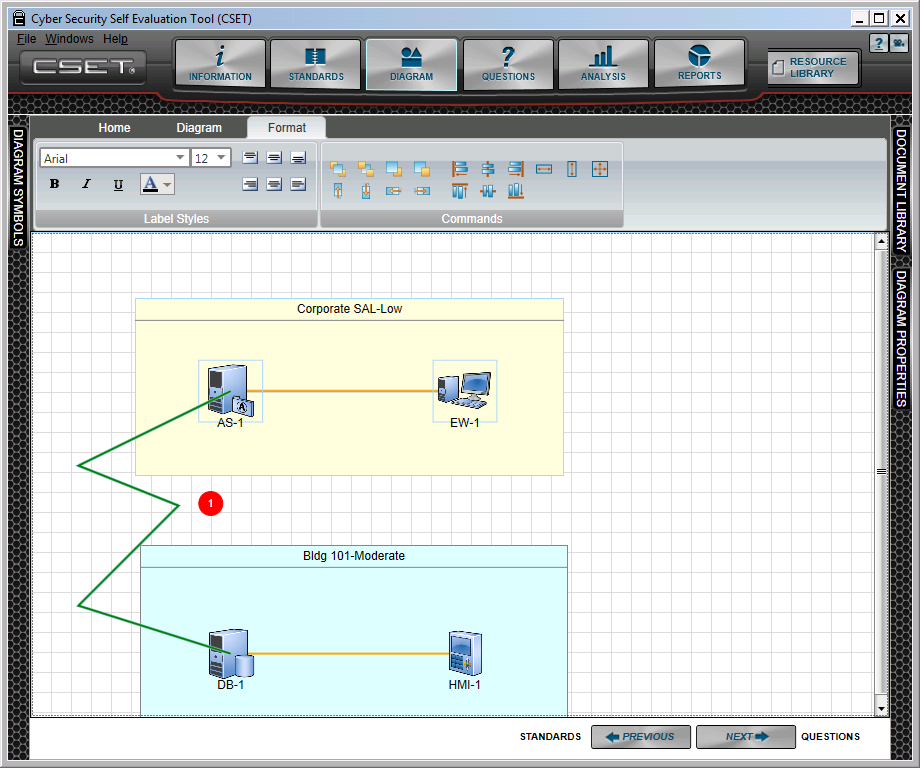 Cyber Security Self Evaluation Tool (CSET)
File Windows Help
CSET
INFORMATION
STANDARDS
DIAGRAM
QUESTIONS
ANALYSIS
REPORTS
RESOURCE
LIBRARY
?
Home Diagram Format
DIAGRAM SYMBOLS
DOCUMENT LIBRARY
DIAGRAM PROPERTIES
Arial 12
B I U A
Label Styles
Commands
Corporate SAL-Low
A
AS-1
EW-1
1
Bldg 101-Moderate
DB-1
HMI-1
STANDARDS PREVIOUS NEXT QUESTIONS